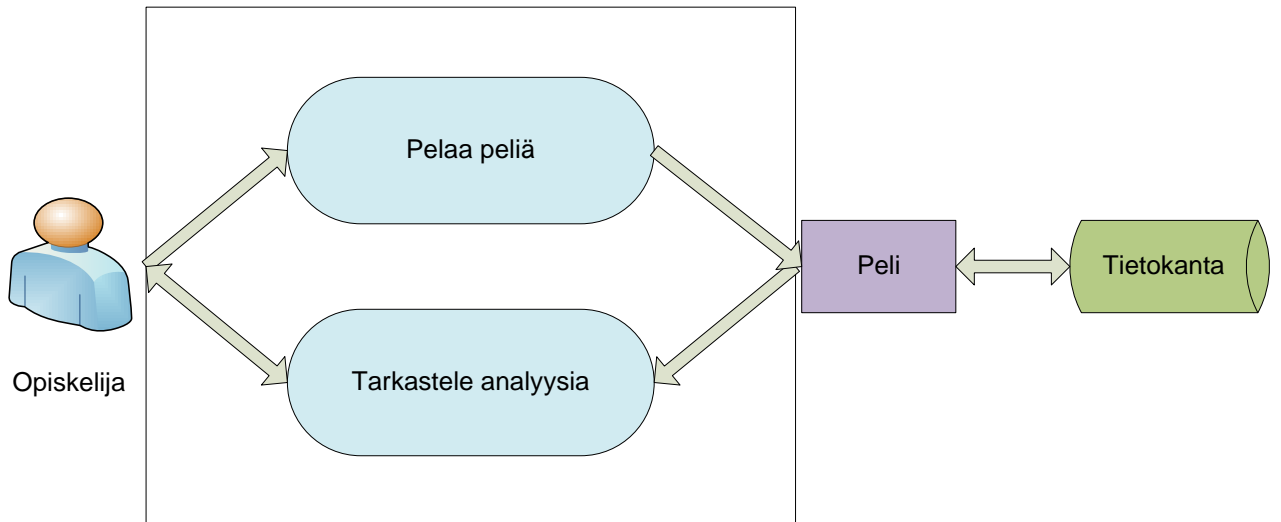 Pelaa peliä
Peli
Tietokanta
Opiskelija
Tarkastele analyysia